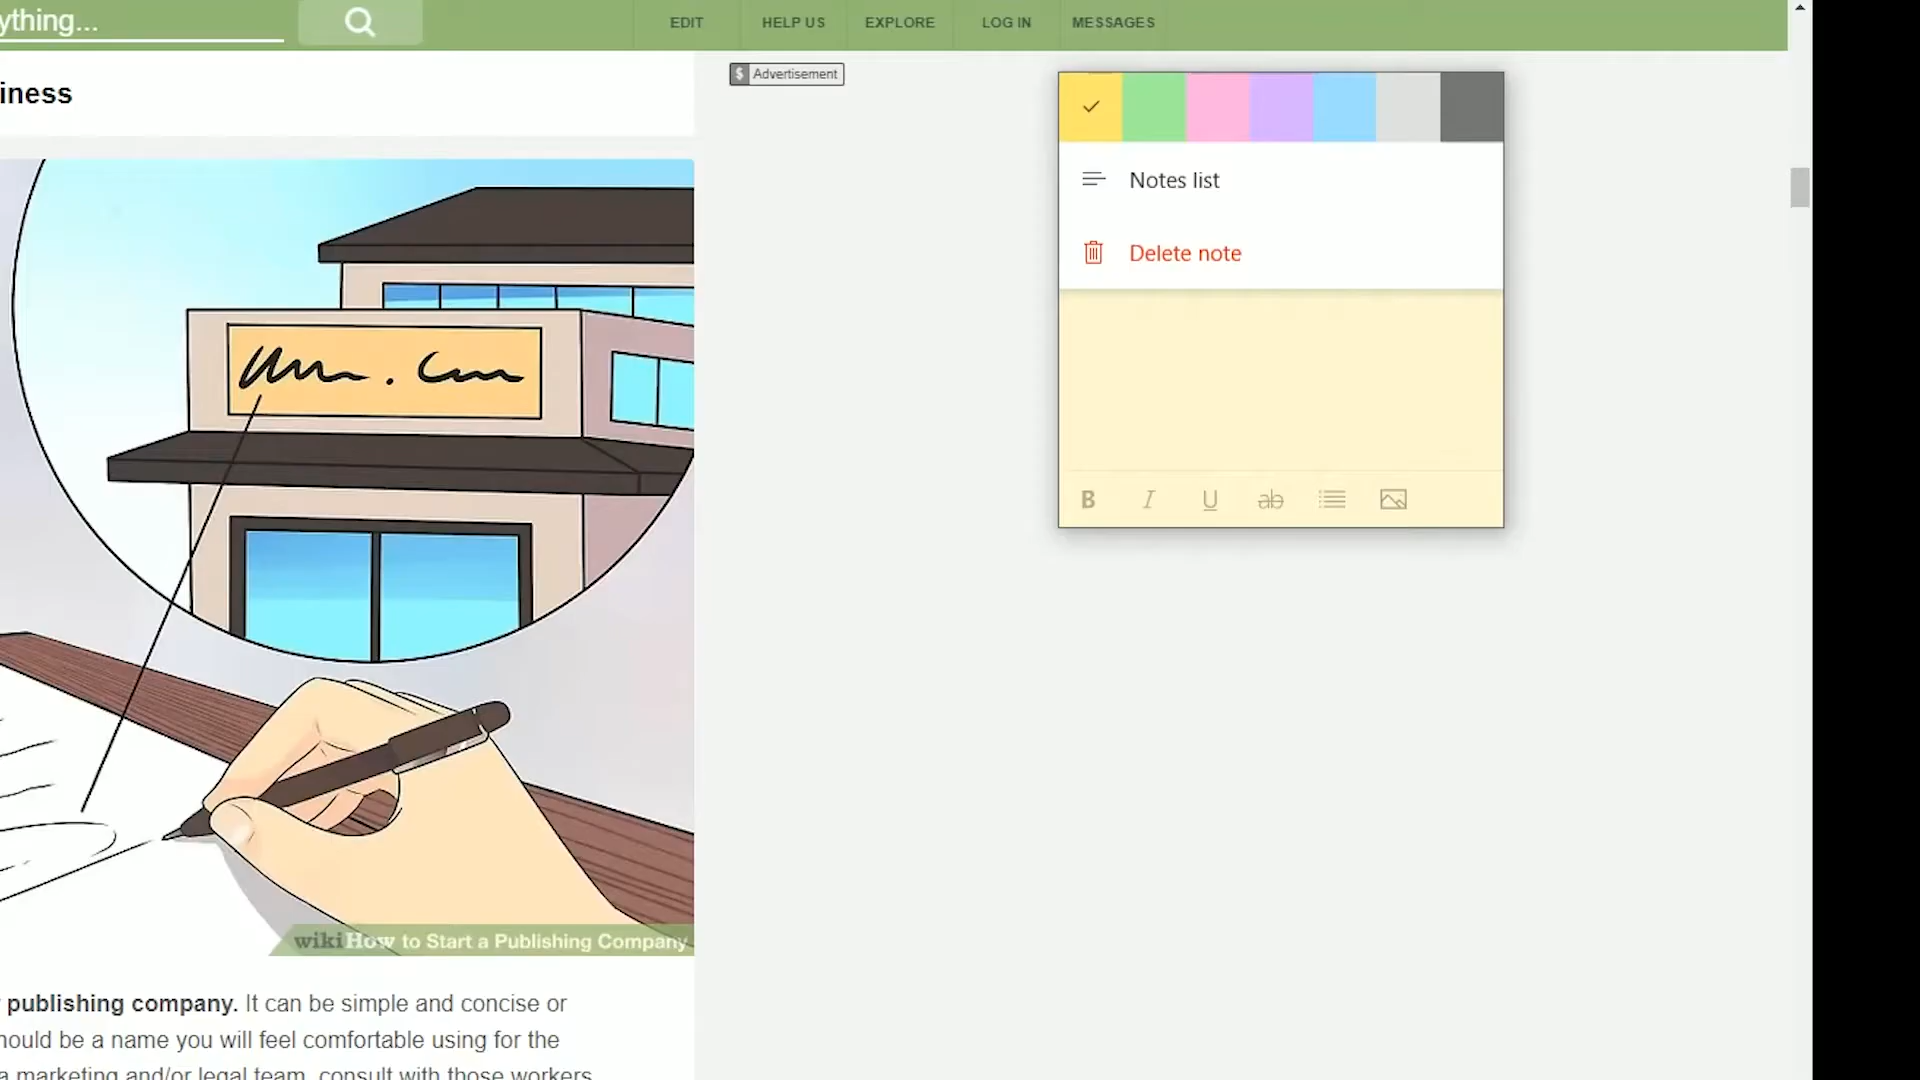 ything...
EDIT
HELP US
EXPLORE
LOG IN
MESSAGES
iness
$ Advertisement
Notes list
Delete note
B I U ab
wikiHow to Start a Publishing Company
publishing company. It can be simple and concise or
hould be a name you will feel comfortable using for the
a marketing and/or legal team, consult with those workers